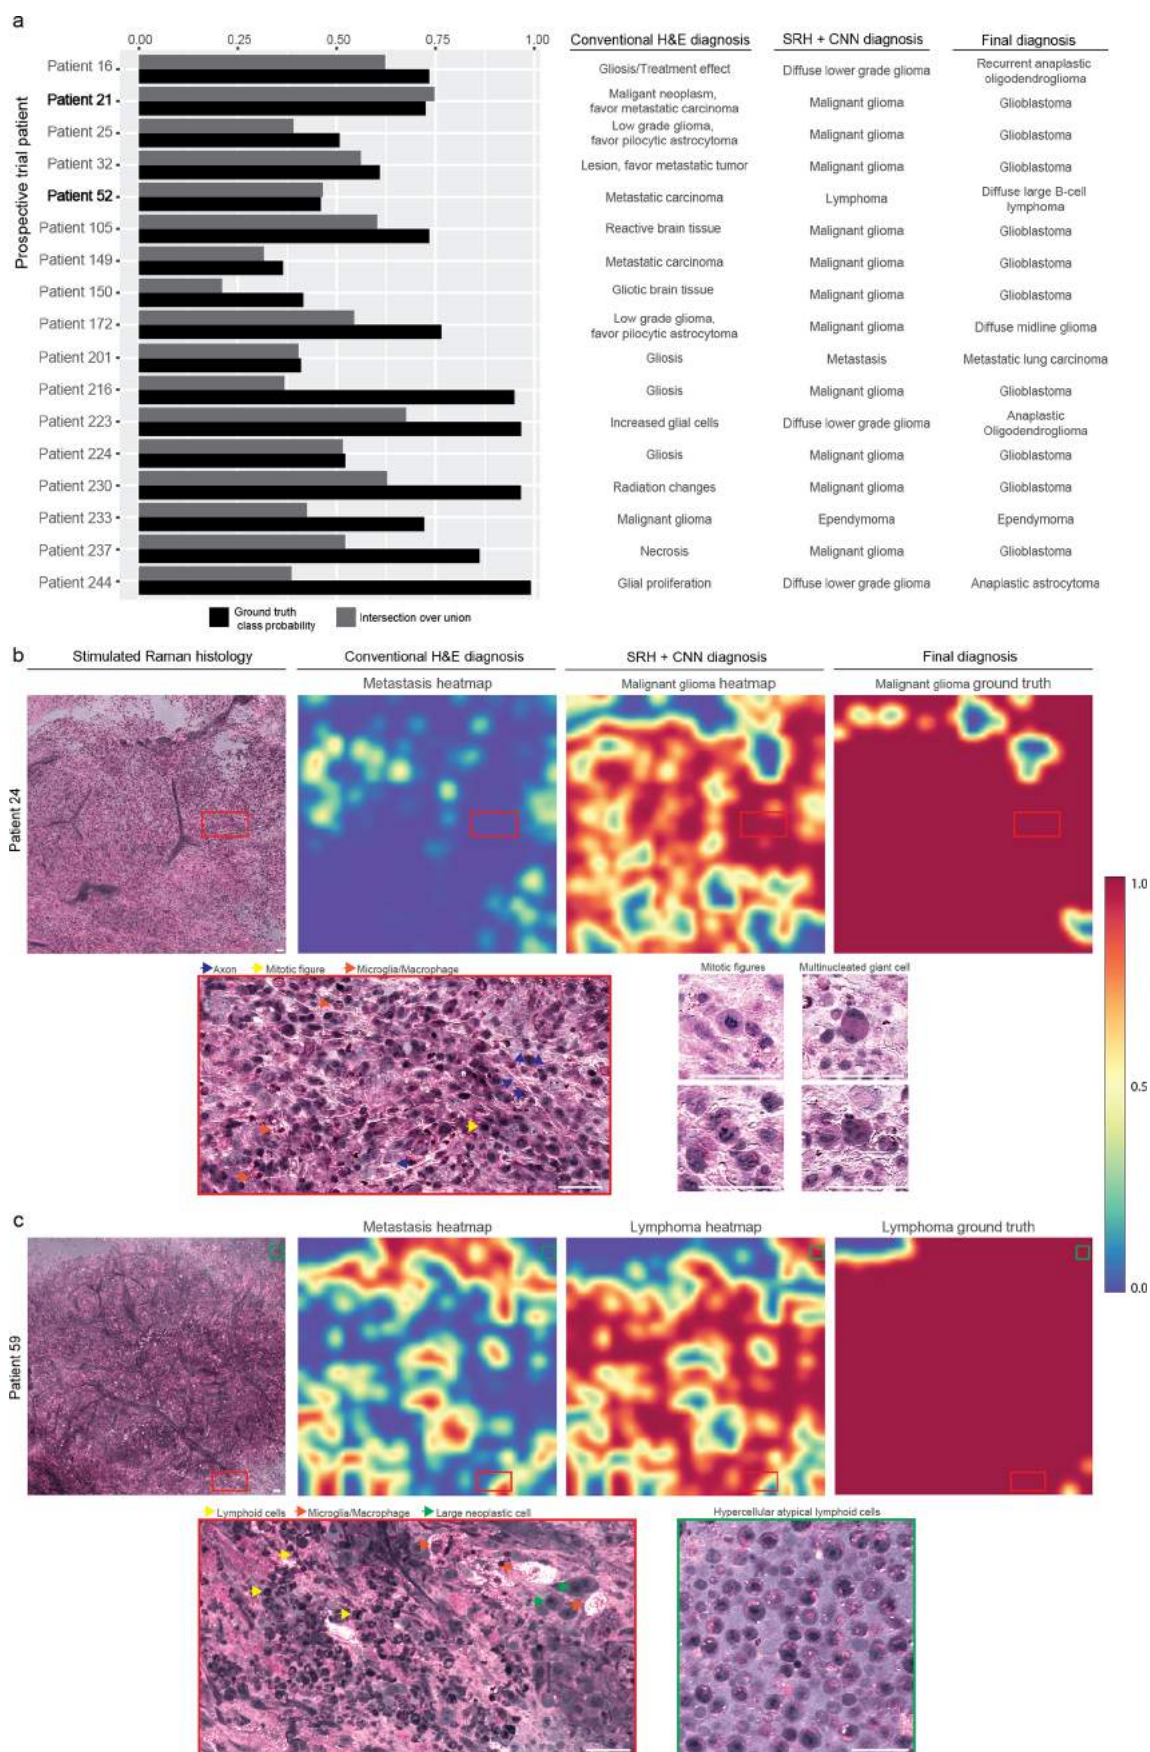 a
0.00 0.25 0.50 0.75 1.00
Conventional H&E diagnosis SRH + CNN diagnosis Final diagnosis
Prospective trial patient
Patient 16 Gliosis/Treatment effect Diffuse lower grade glioma Recurrent anaplastic
oligodendroglioma
Patient 21 Maligant neoplasm, Malignant glioma Glioblastoma
favor metastatic carcinoma
Patient 25 Low grade glioma, Malignant glioma Glioblastoma
favor pilocytic astrocytoma
Patient 32 Lesion, favor metastatic tumor Malignant glioma Glioblastoma
Patient 52 Metastatic carcinoma Lymphoma Diffuse large B-cell
lymphoma
Patient 105 Reactive brain tissue Malignant glioma Glioblastoma
Patient 149 Metastatic carcinoma Malignant glioma Glioblastoma
Patient 150 Gliotic brain tissue Malignant glioma Glioblastoma
Patient 172 Low grade glioma, Malignant glioma Diffuse midline glioma
favor pilocytic astrocytoma
Patient 201 Gliosis Metastasis Metastatic lung carcinoma
Patient 216 Gliosis Malignant glioma Glioblastoma
Patient 223 Increased glial cells Diffuse lower grade glioma Anaplastic
Oligodendroglioma
Patient 224 Gliosis Malignant glioma Glioblastoma
Patient 230 Radiation changes Malignant glioma Glioblastoma
Patient 233 Malignant glioma Ependymoma Ependymoma
Patient 237 Necrosis Malignant glioma Glioblastoma
Patient 244 Glial proliferation Diffuse lower grade glioma Anaplastic astrocytoma
Ground truth
class probability
Intersection over union
b
Stimulated Raman histology Conventional H&E diagnosis SRH + CNN diagnosis Final diagnosis
Metastasis heatmap Malignant glioma heatmap Malignant glioma ground truth
Patient 24
Axon Mitotic figure Microglia/Macrophage
Mitotic figures Multinucleated giant cell
1.0
0.5
0.0
c
Metastasis heatmap Lymphoma heatmap Lymphoma ground truth
Patient 59
Lymphoid cells Microglia/Macrophage Large neoplastic cell
Hypercellular atypical lymphoid cells